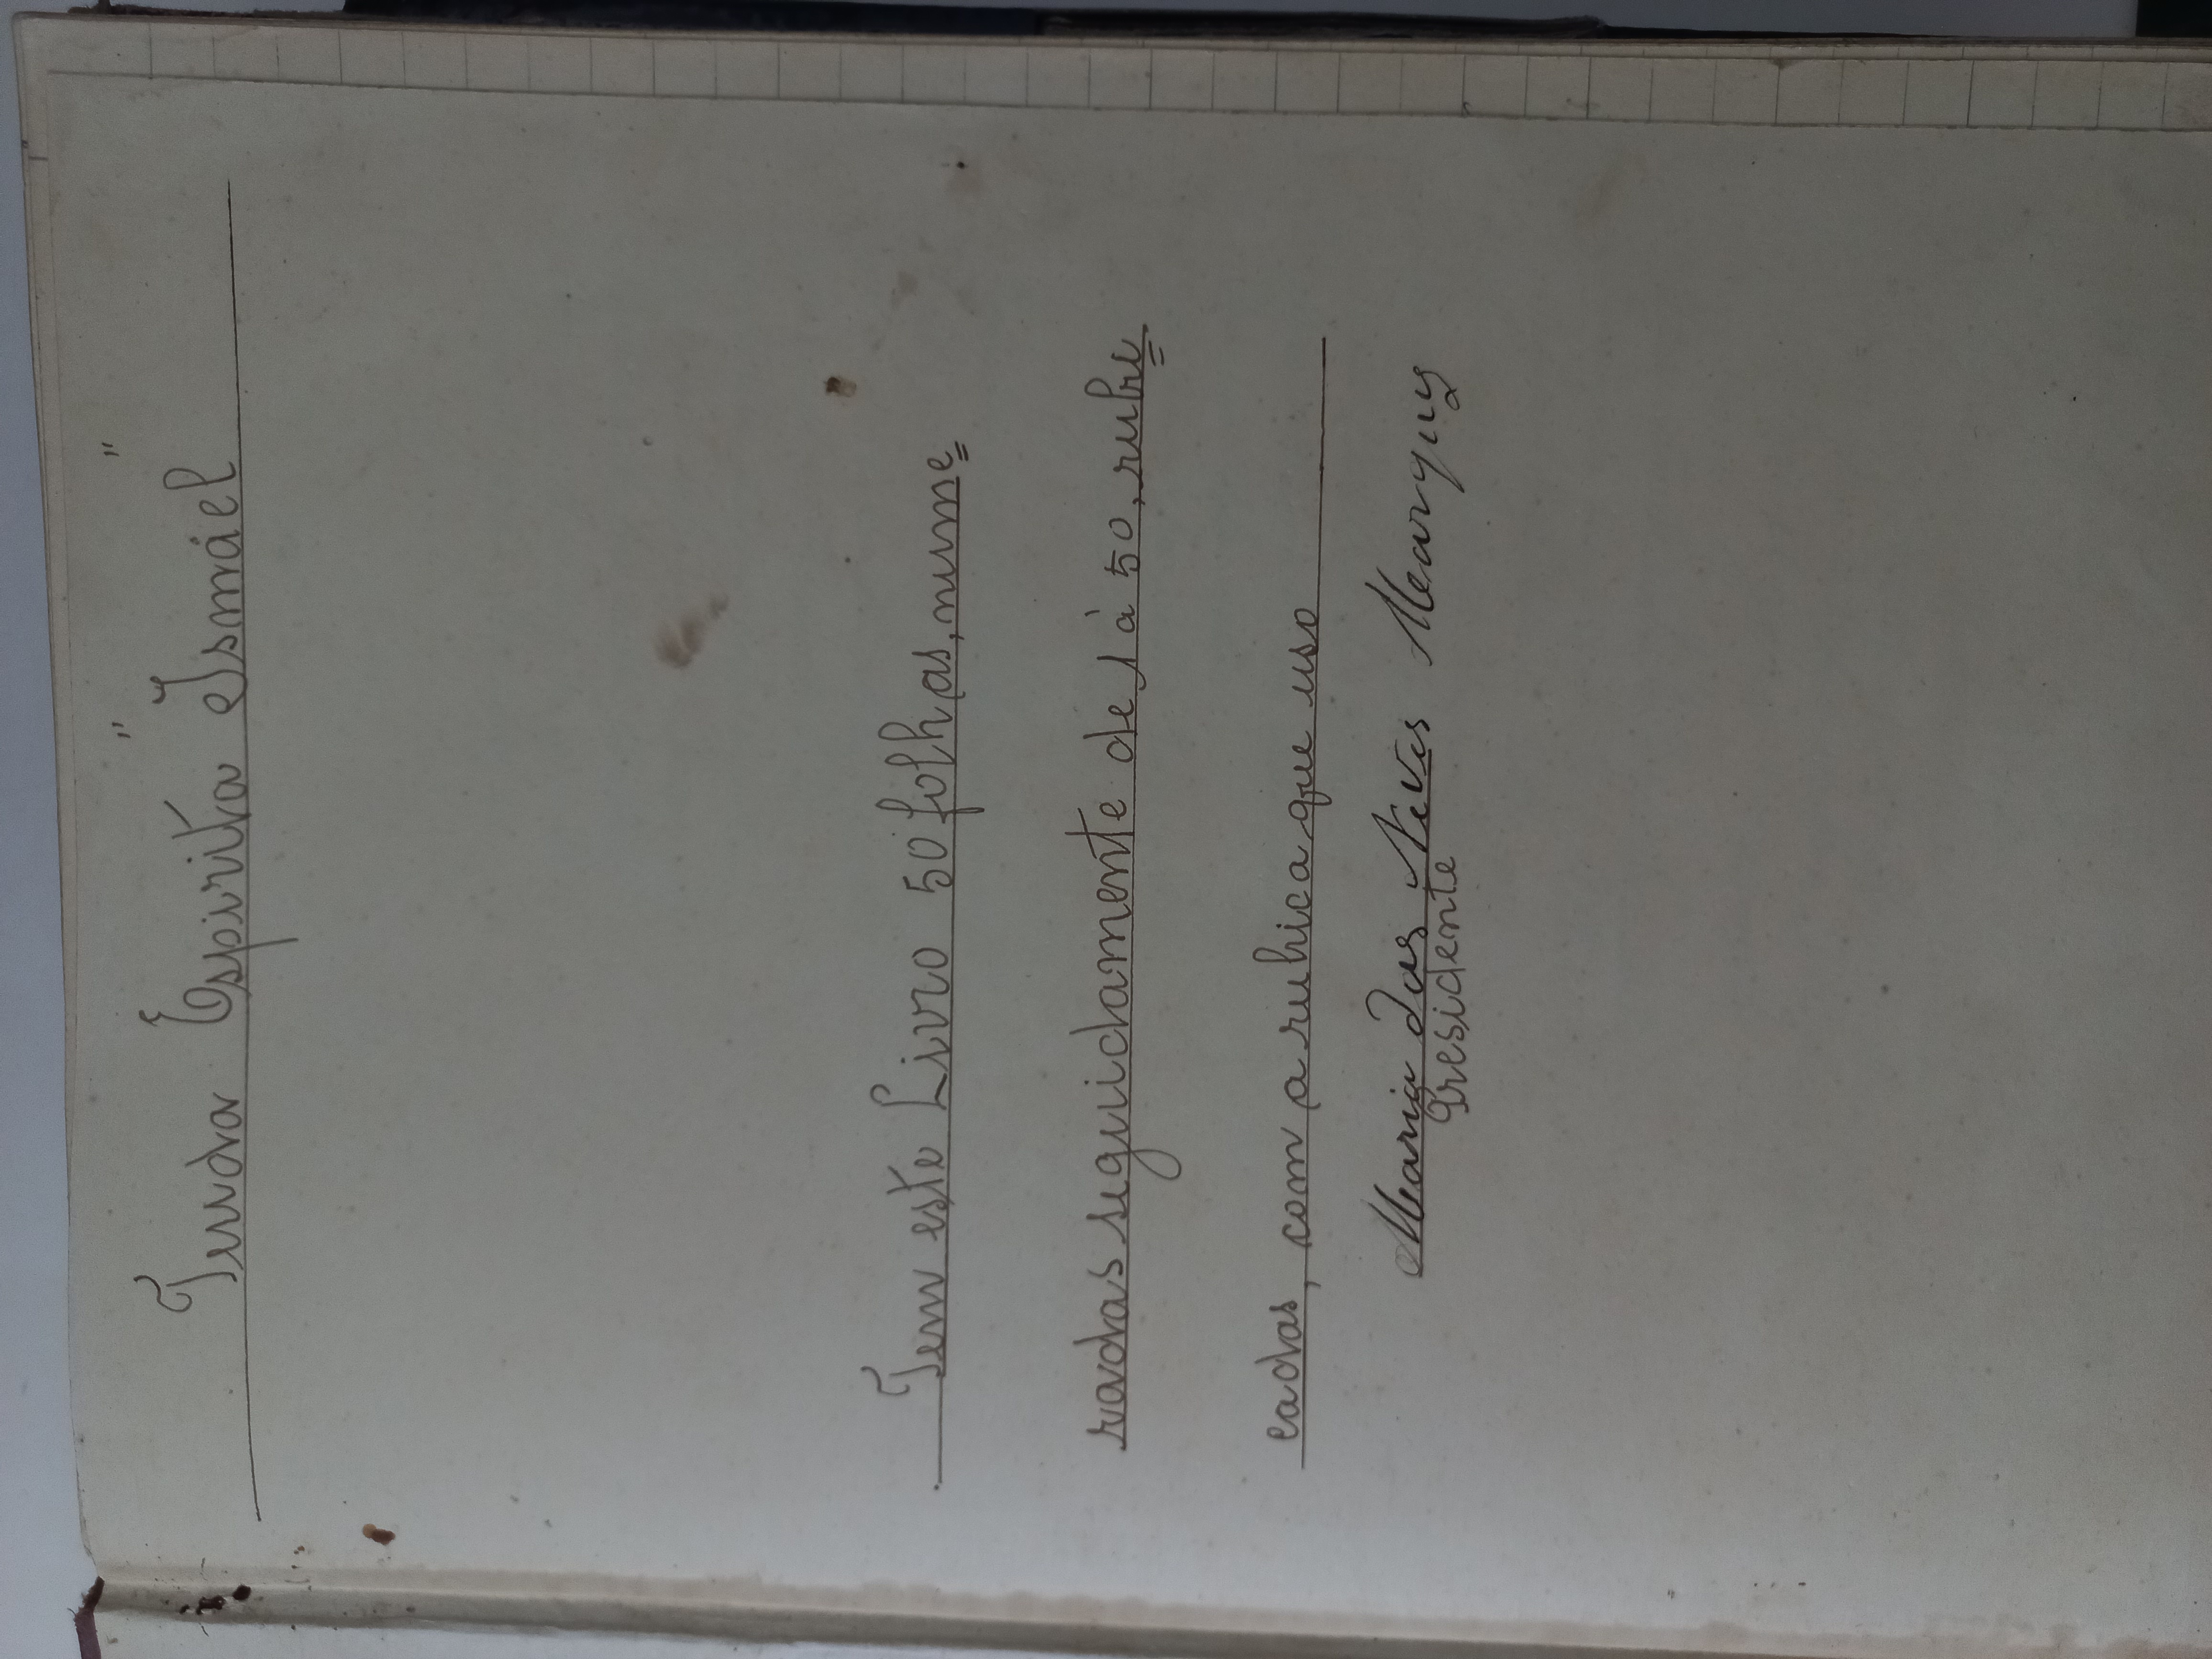 " "
Tenda Espirita Ismáel
Tem este Livro 50 folhas, nume=
radas seguidamente de 1 à 50, rubri=
cadas, com a rubrica que uso
Maria das Neves Marques
Presidente